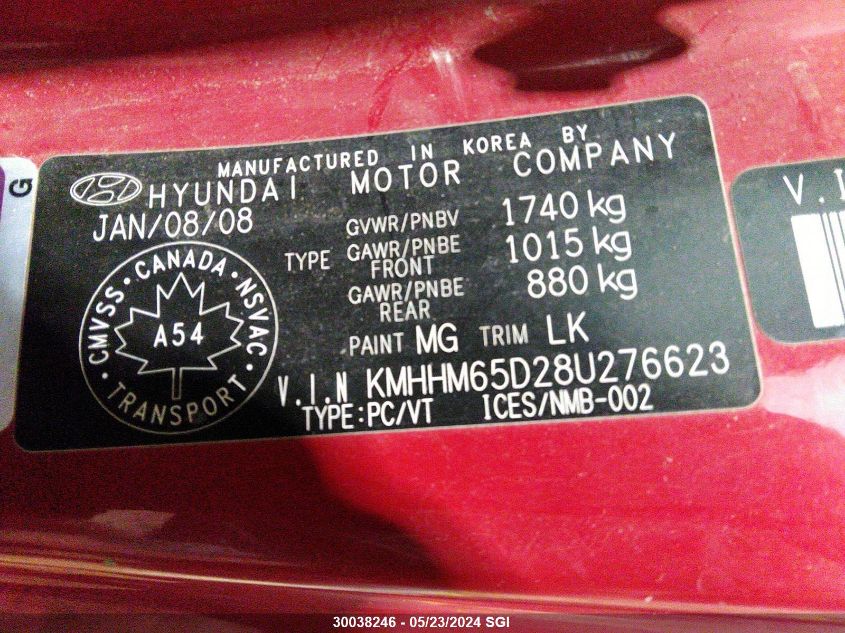 MANUFACTURED IN KOREA BY
HYUNDAI MOTOR COMPANY
JAN/08/08
GVWR/PNBV 1740 kg
TYPE GAWR/PNBE FRONT 1015 kg
GAWR/PNBE REAR 880 kg
PAINT MG TRIM LK
V.I.N KMHHM65D28U276623
TYPE:PC/VT ICES/NMB-002
CMVSS · CANADA · NSVAC
A54
TRANSPORT
G
V.I
30038246 - 05/23/2024 SGI